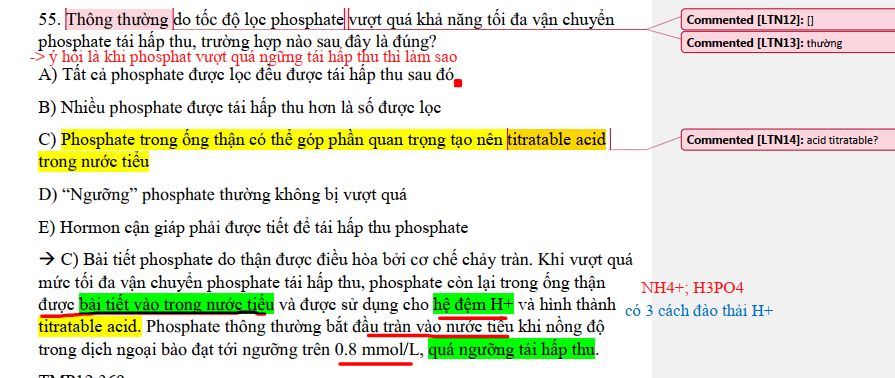 55. Thông thường do tốc độ lọc phosphate vượt quá khả năng tối đa vận chuyển
phosphate tái hấp thu, trường hợp nào sau đây là đúng?
-> ý hỏi là khi phosphat vượt quá ngững tái hấp thu thì làm sao
A) Tất cả phosphate được lọc đều được tái hấp thu sau đó
B) Nhiều phosphate được tái hấp thu hơn là số được lọc
C) Phosphate trong ống thận có thể góp phần quan trọng tạo nên titratable acid
trong nước tiểu
D) “Ngưỡng” phosphate thường không bị vượt quá
E) Hormon cận giáp phải được tiết để tái hấp thu phosphate
→ C) Bài tiết phosphate do thận được điều hòa bởi cơ chế chảy tràn. Khi vượt quá
mức tối đa vận chuyển phosphate tái hấp thu, phosphate còn lại trong ống thận
được bài tiết vào trong nước tiểu và được sử dụng cho hệ đệm H+ và hình thành
titratable acid. Phosphate thông thường bắt đầu tràn vào nước tiểu khi nồng độ
trong dịch ngoại bào đạt tới ngưỡng trên 0.8 mmol/L, quá ngưỡng tái hấp thu.
Commented [LTN12]: []
Commented [LTN13]: thường
Commented [LTN14]: acid titratable?
NH4+; H3PO4
có 3 cách đào thải H+